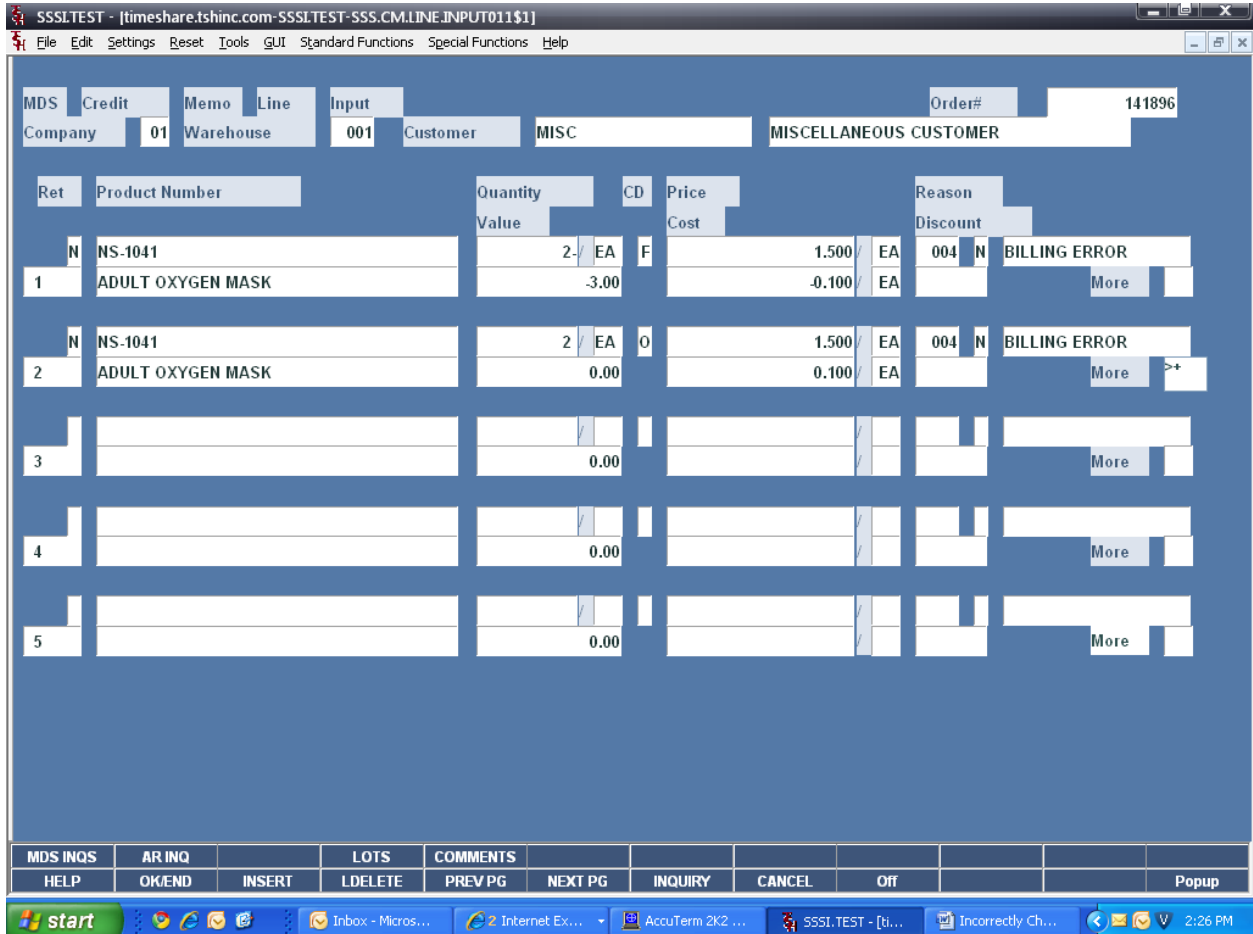 SSSI.TEST - [timeshare.tshinc.com-SSSI.TEST-SSS.CM.LINE.INPUT011$1]
File Edit Settings Reset Tools GUI Standard Functions Special Functions Help
MDS Credit Memo Line Input Order# 141896
Company 01 Warehouse 001 Customer MISC MISCELLANEOUS CUSTOMER
Ret Product Number Quantity CD Price Reason
Value Cost Discount
N NS-1041 2-/ EA F 1.500/ EA 004 N BILLING ERROR
1 ADULT OXYGEN MASK -3.00 -0.100/ EA More
N NS-1041 2 / EA O 1.500/ EA 004 N BILLING ERROR
2 ADULT OXYGEN MASK 0.00 0.100/ EA More >+
/ /
3 0.00 / More
/ /
4 0.00 / More
/ /
5 0.00 / More
MDS INQS AR INQ LOTS COMMENTS
HELP OK/END INSERT LDELETE PREV PG NEXT PG INQUIRY CANCEL Off Popup
start Inbox - Micros... 2 Internet Ex... AccuTerm 2K2 ... SSSI.TEST - [ti... Incorrectly Ch... V 2:26 PM